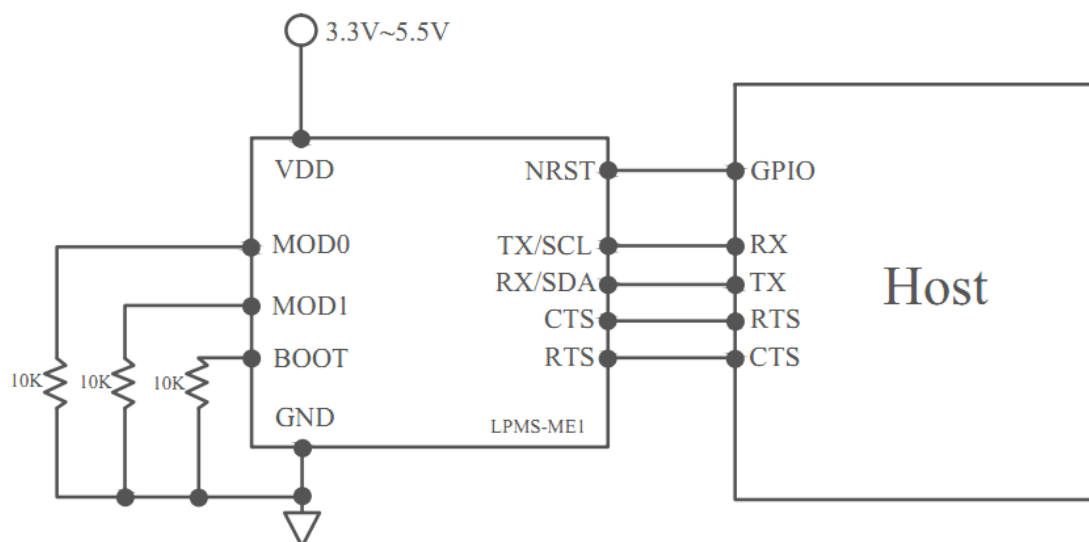 3.3V~5.5V
VDD
NRST
GPIO
MOD0
TX/SCL
RX
RX/SDA
TX
MOD1
CTS
RTS
BOOT
RTS
CTS
10K
10K
10K
GND
LPMS-ME1
Host